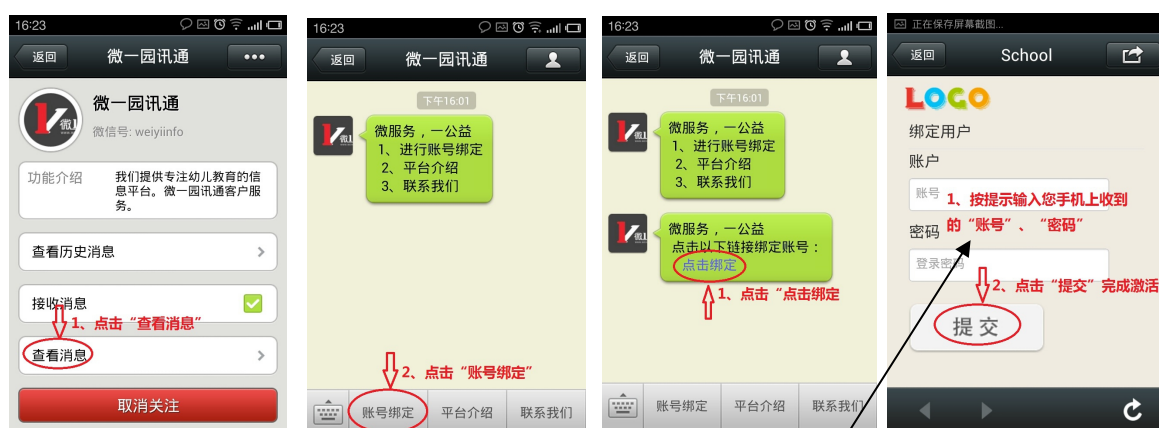 16:23
返回 微一园讯通
微一园讯通
微信号: weiyiinfo
功能介绍 我们提供专注幼儿教育的信
息平台。微一园讯通客户服
务。
查看历史消息
接收消息
1、点击“查看消息”
查看消息
取消关注
16:23
返回 微一园讯通
下午16:01
微服务，一公益
1、进行账号绑定
2、平台介绍
3、联系我们
2、点击“账号绑定”
账号绑定 平台介绍 联系我们
16:23
返回 微一园讯通
下午16:01
微服务，一公益
1、进行账号绑定
2、平台介绍
3、联系我们
微服务，一公益
点击以下链接绑定账号：
点击绑定
1、点击“点击绑定
账号绑定 平台介绍 联系我们
正在保存屏幕截图...
返回 School
LOGO
绑定用户
账户
账号
1、按提示输入您手机上收到
的“账号”、“密码”
密码
登录密码
2、点击“提交”完成激活
提 交